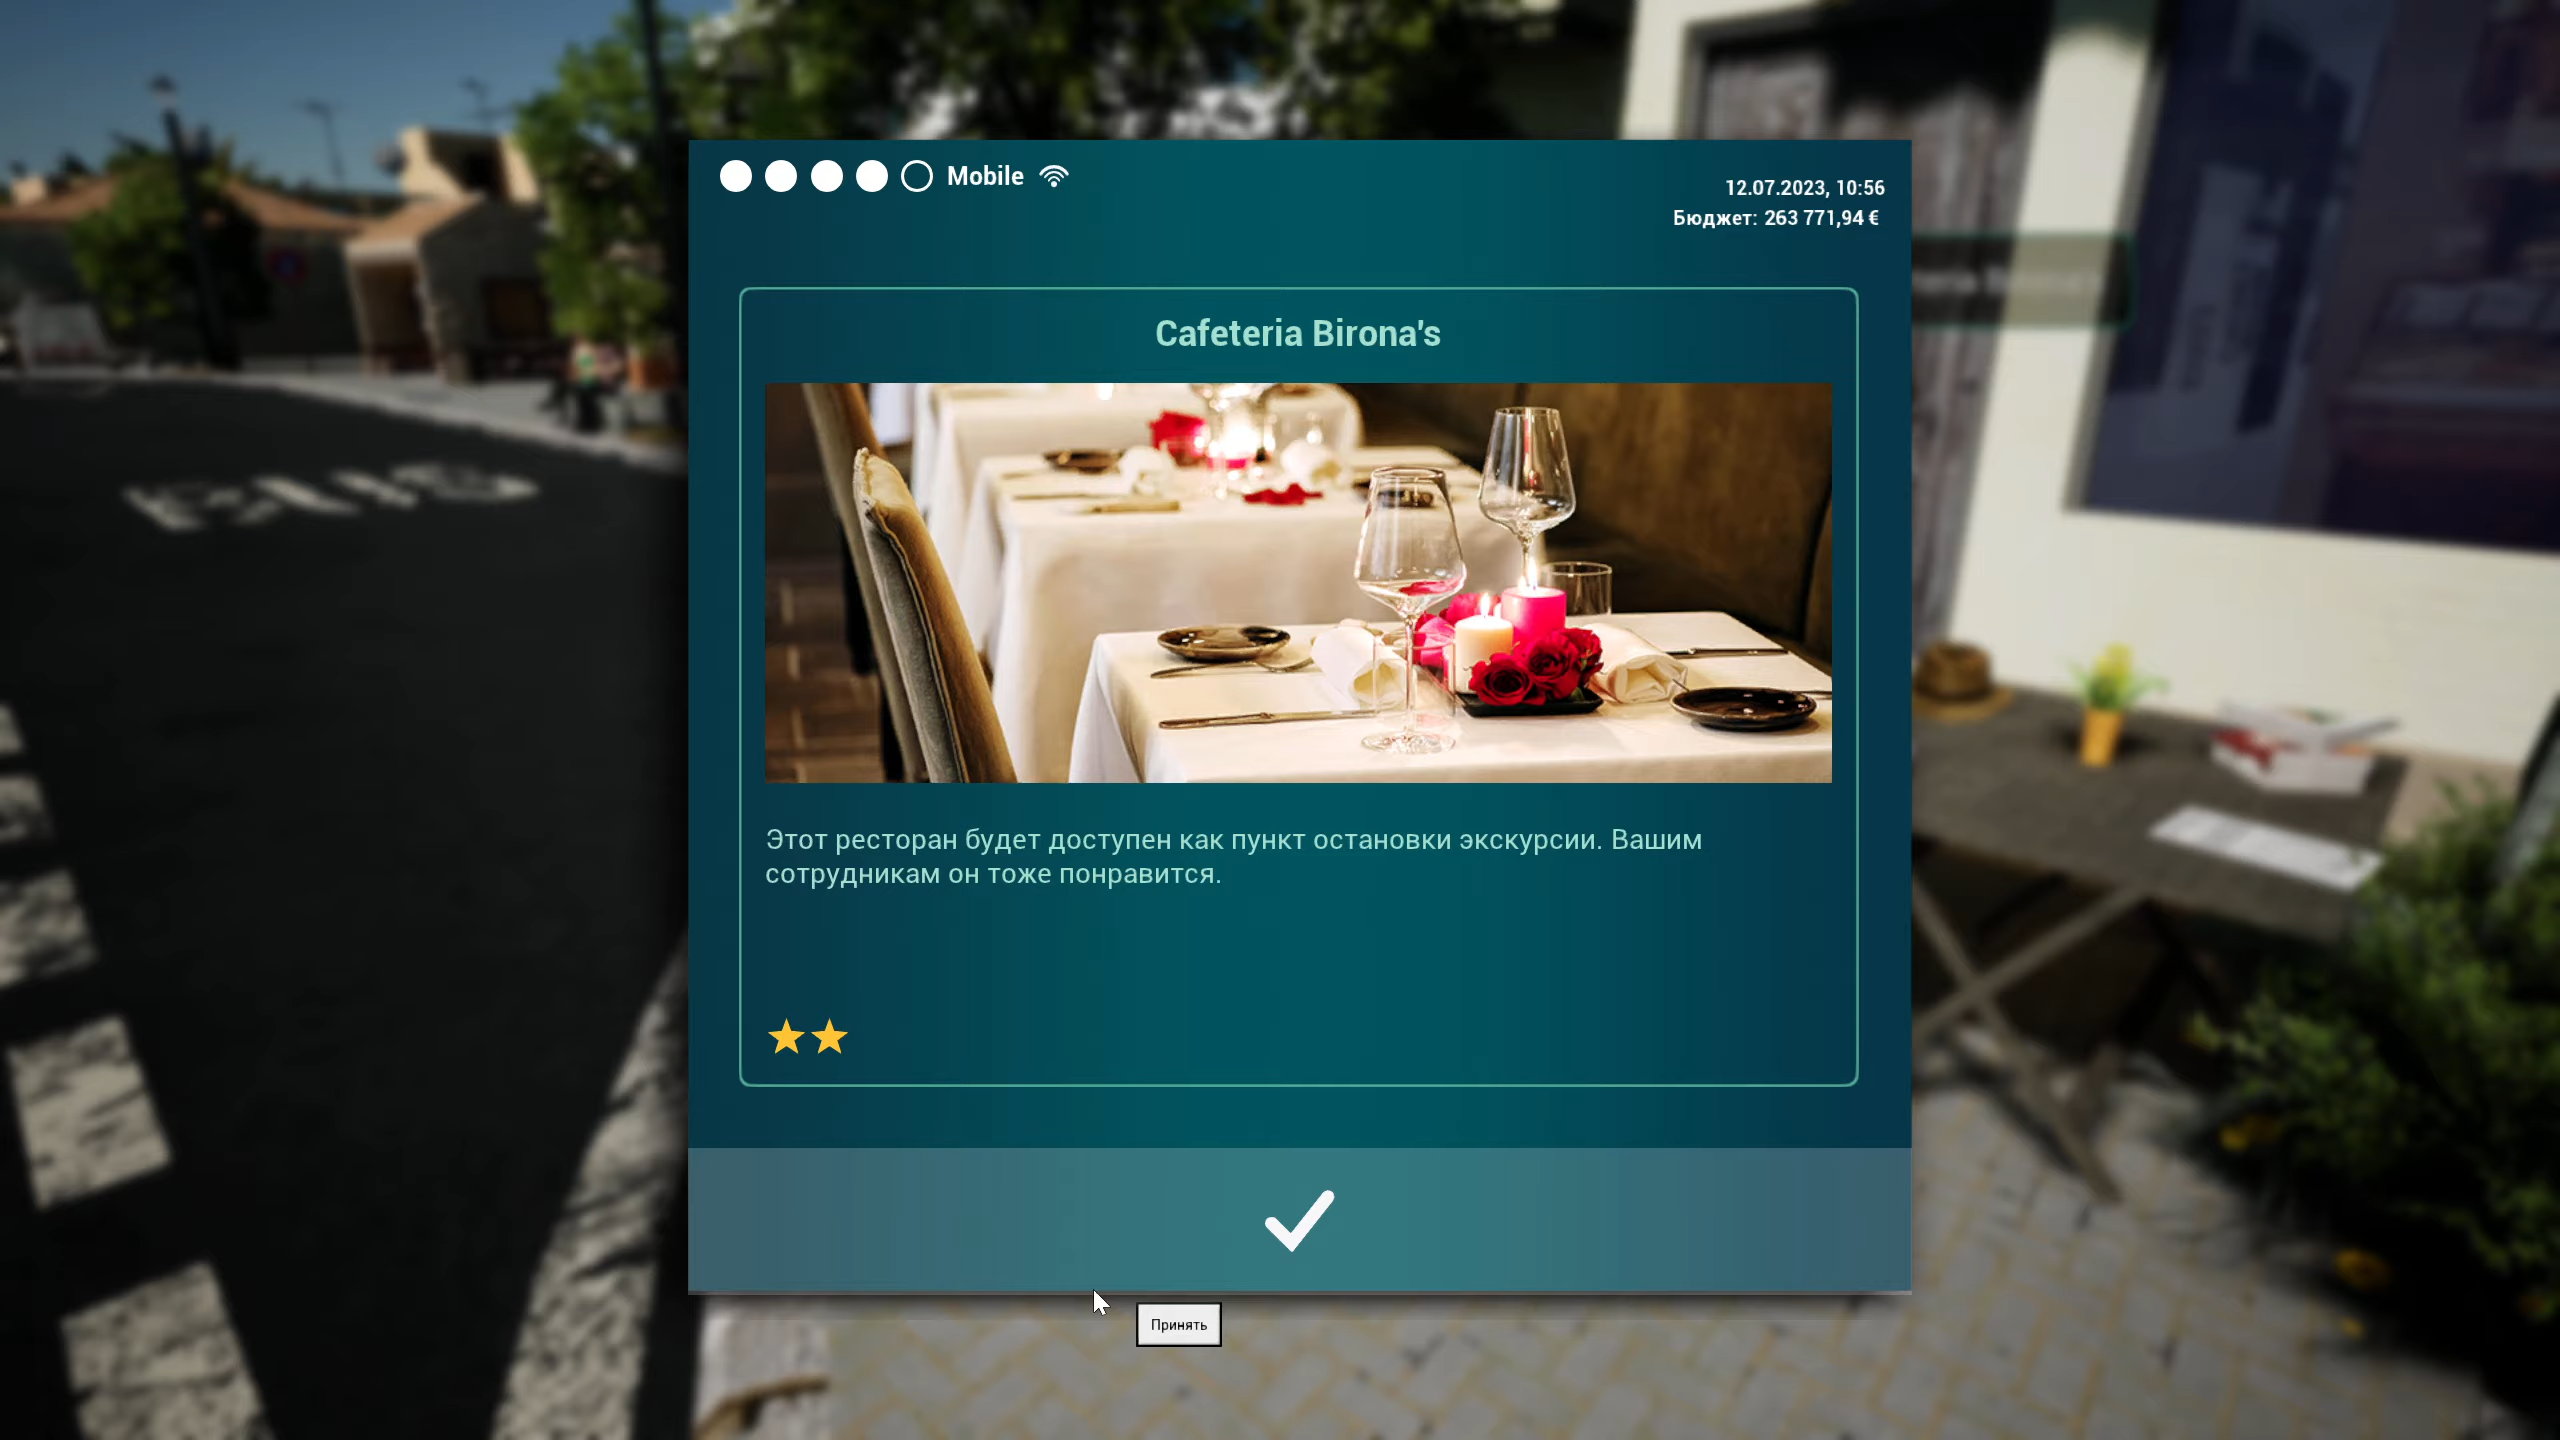 Mobile
12.07.2023, 10:56
Бюджет: 263 771,94 €
Cafeteria Birona's
Этот ресторан будет доступен как пункт остановки экскурсии. Вашим
сотрудникам он тоже понравится.
Принять